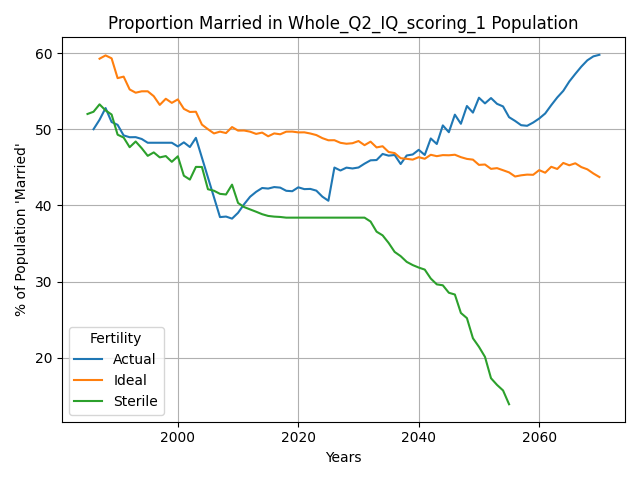 Proportion Married in Whole_Q2_IQ_scoring_1 Population
% of Population 'Married'
60
50
40
30
20
Fertility
Actual
Ideal
Sterile
2000 2020 2040 2060
Years